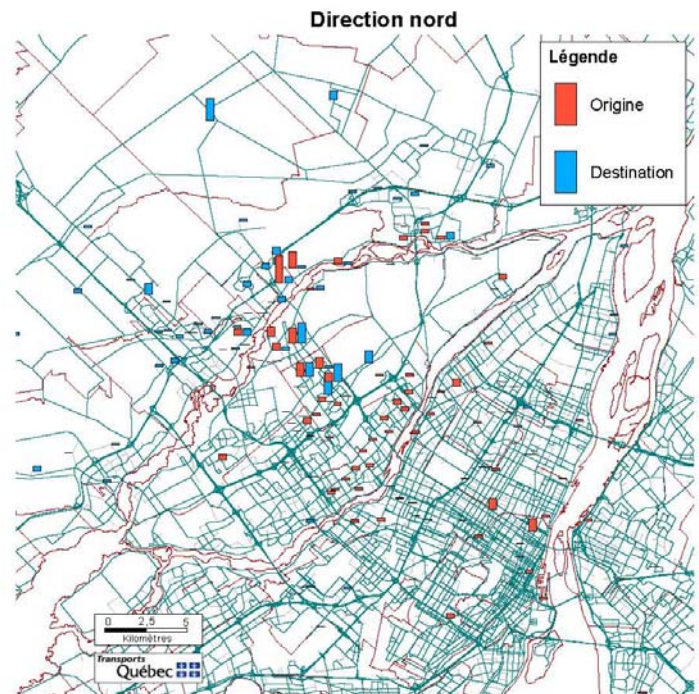 Direction nord
Légende
Origine
Destination
0 2,5 5
Kilomètres
Transports
Québec